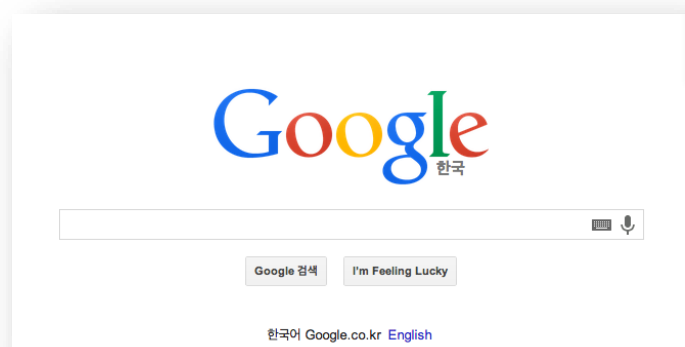 Google
한국
Google 검색 I'm Feeling Lucky
한국어 Google.co.kr English